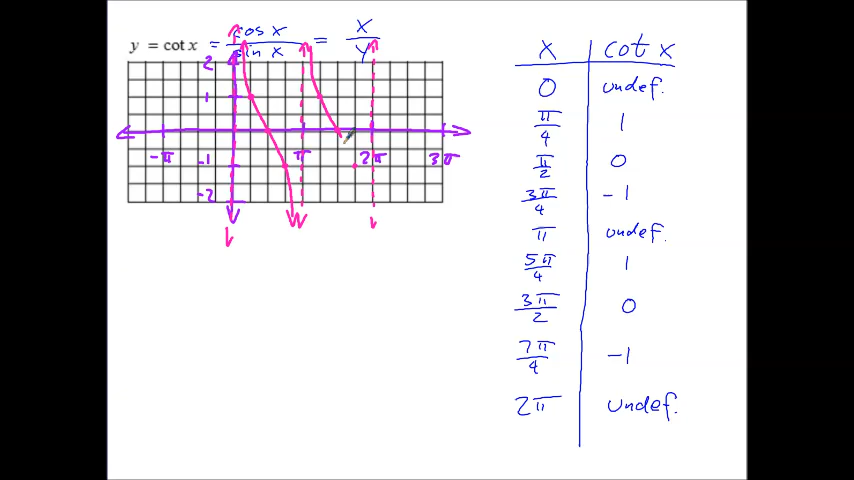 y = cot x = cos x / sin x = x / y
2
1
-π π 2π 3π
-1
-2
x cot x
0 undef.
π/4 1
π/2 0
3π/4 -1
π undef.
5π/4 1
3π/2 0
7π/4 -1
2π undef.